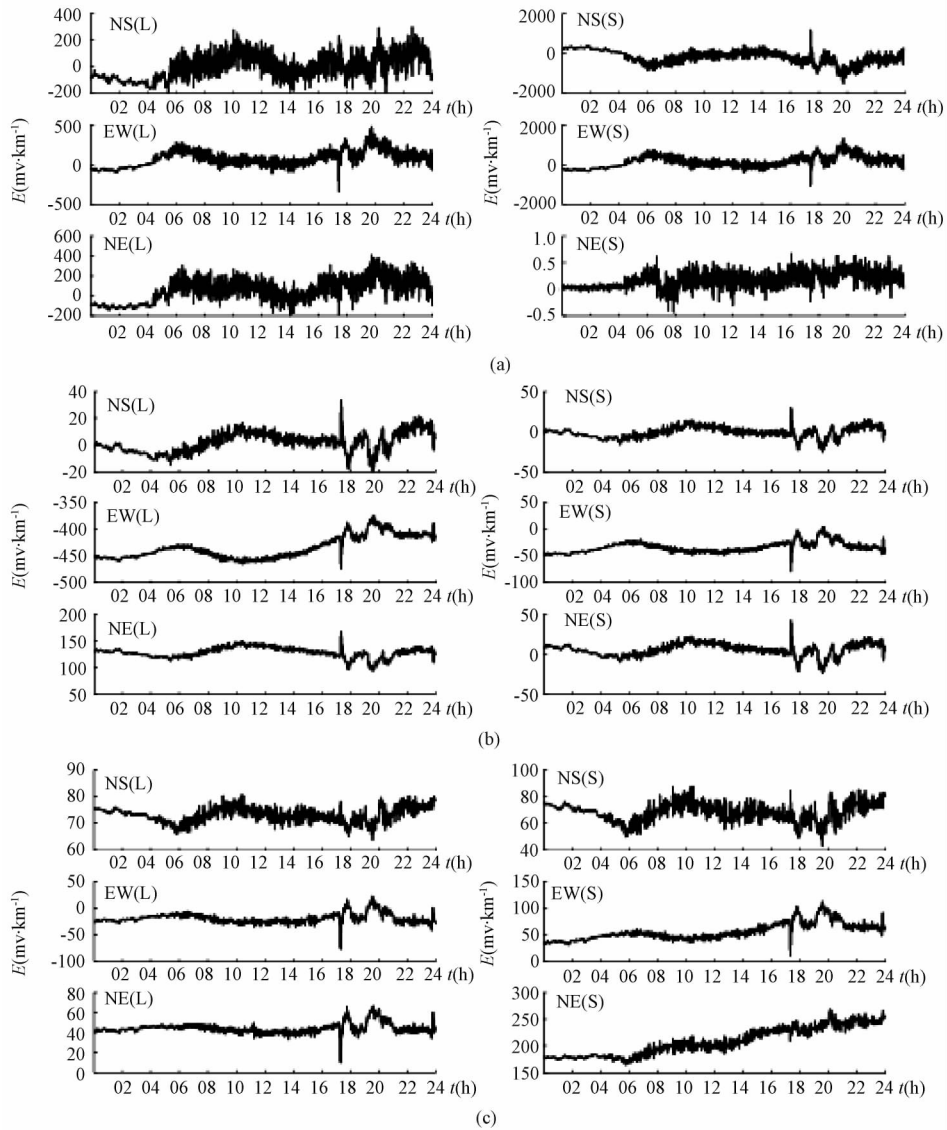 NS(L)
400
200
0
-200
02 04 06 08 10 12 14 16 18 20 22 24 t(h)
EW(L)
500
0
-500
02 04 06 08 10 12 14 16 18 20 22 24 t(h)
NE(L)
600
400
200
0
-200
02 04 06 08 10 12 14 16 18 20 22 24 t(h)
E(mv·km⁻¹)
NS(S)
2000
0
-2000
02 04 06 08 10 12 14 16 18 20 22 24 t(h)
EW(S)
2000
0
-2000
02 04 06 08 10 12 14 16 18 20 22 24 t(h)
NE(S)
1.0
0.5
0
-0.5
02 04 06 08 10 12 14 16 18 20 22 24 t(h)
E(mv·km⁻¹)
(a)
NS(L)
40
20
0
-20
02 04 06 08 10 12 14 16 18 20 22 24 t(h)
EW(L)
-350
-400
-450
-500
02 04 06 08 10 12 14 16 18 20 22 24 t(h)
NE(L)
200
150
100
50
02 04 06 08 10 12 14 16 18 20 22 24 t(h)
E(mv·km⁻¹)
NS(S)
50
0
-50
02 04 06 08 10 12 14 16 18 20 22 24 t(h)
EW(S)
50
0
-50
-100
02 04 06 08 10 12 14 16 18 20 22 24 t(h)
NE(S)
50
0
-50
02 04 06 08 10 12 14 16 18 20 22 24 t(h)
E(mv·km⁻¹)
(b)
NS(L)
90
80
70
60
02 04 06 08 10 12 14 16 18 20 22 24 t(h)
EW(L)
50
0
-50
-100
02 04 06 08 10 12 14 16 18 20 22 24 t(h)
NE(L)
80
60
40
20
0
02 04 06 08 10 12 14 16 18 20 22 24 t(h)
E(mv·km⁻¹)
NS(S)
100
80
60
40
02 04 06 08 10 12 14 16 18 20 22 24 t(h)
EW(S)
150
100
50
0
02 04 06 08 10 12 14 16 18 20 22 24 t(h)
NE(S)
300
250
200
150
02 04 06 08 10 12 14 16 18 20 22 24 t(h)
E(mv·km⁻¹)
(c)